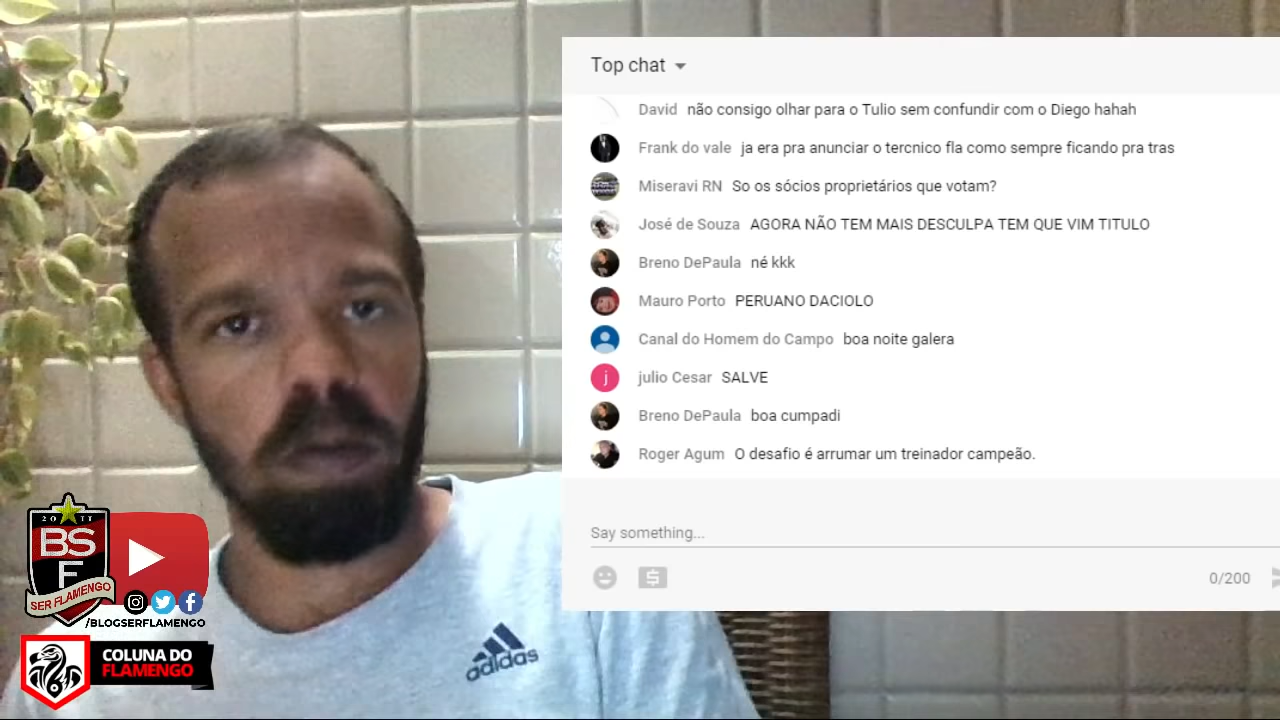 Top chat
David não consigo olhar para o Tulio sem confundir com o Diego hahah
Frank do vale ja era pra anunciar o tercnico fla como sempre ficando pra tras
Miseravi RN So os sócios proprietários que votam?
José de Souza AGORA NÃO TEM MAIS DESCULPA TEM QUE VIM TITULO
Breno DePaula né kkk
Mauro Porto PERUANO DACIOLO
Canal do Homem do Campo boa noite galera
julio Cesar SALVE
j
Breno DePaula boa cumpadi
Roger Agum O desafio é arrumar um treinador campeão.
Say something...
0/200
20 11
BS
F
SER FLAMENGO
/BLOGSERFLAMENGO
COLUNA DO
FLAMENGO
adidas